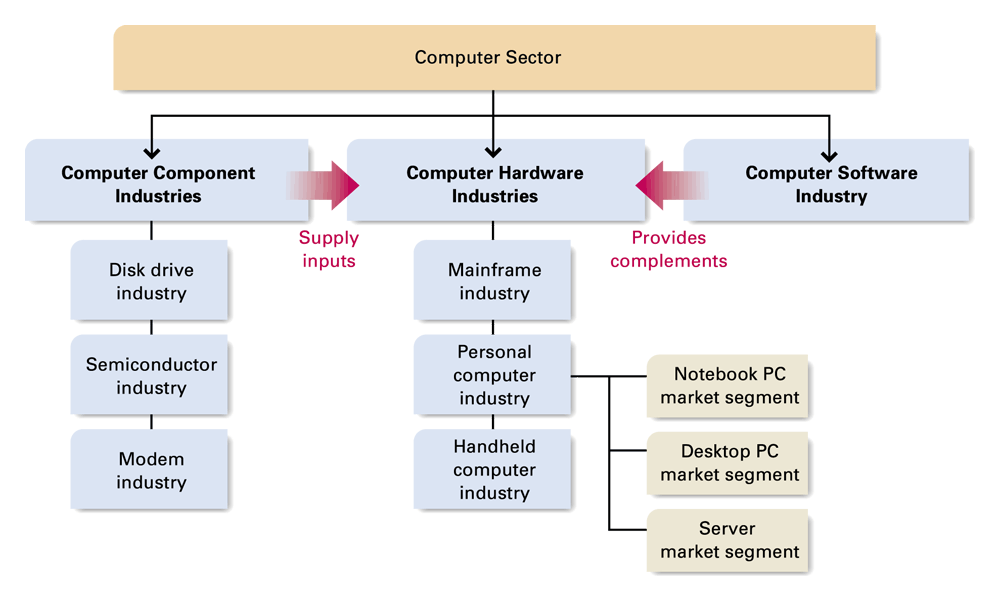 Computer Sector
Computer Component
Industries
Computer Hardware
Industries
Computer Software
Industry
Supply
inputs
Provides
complements
Disk drive
industry
Semiconductor
industry
Modem
industry
Mainframe
industry
Personal
computer
industry
Handheld
computer
industry
Notebook PC
market segment
Desktop PC
market segment
Server
market segment